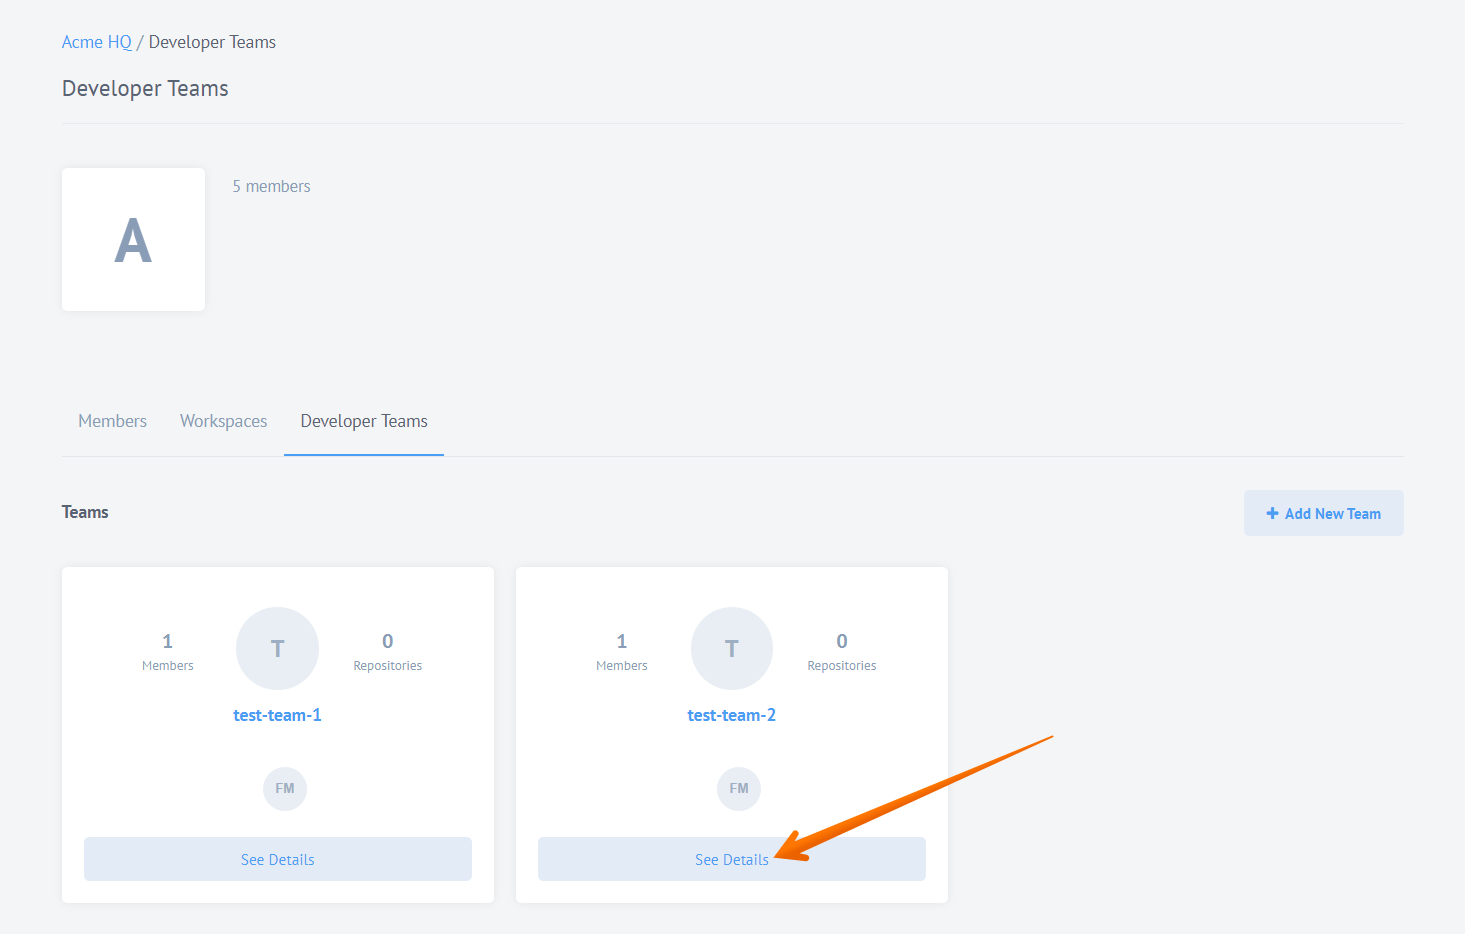 Acme HQ / Developer Teams
Developer Teams
A
5 members
Members Workspaces Developer Teams
Teams
Add New Team
1 T 0
Members Repositories
test-team-1
FM
See Details
1 T 0
Members Repositories
test-team-2
FM
See Details